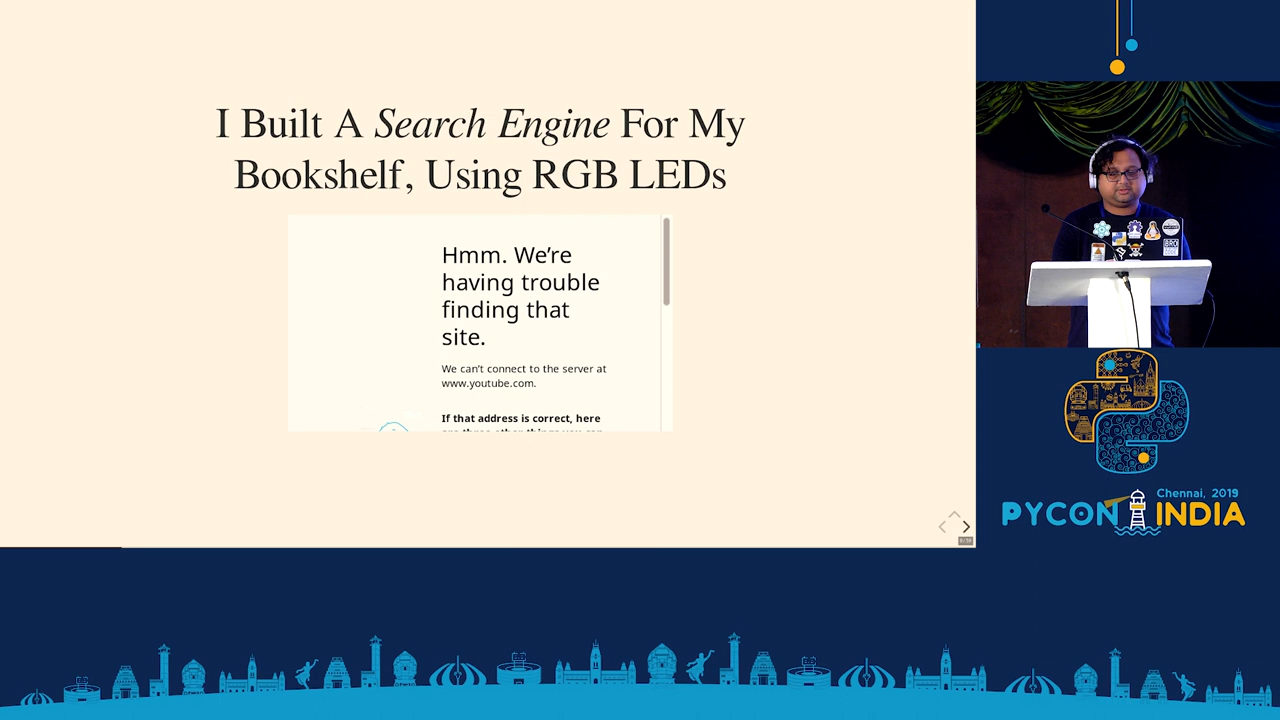 I Built A Search Engine For My
Bookshelf, Using RGB LEDs
Hmm. We're
having trouble
finding that
site.
We can't connect to the server at
www.youtube.com.
If that address is correct, here
Chennai, 2019
PYCON INDIA